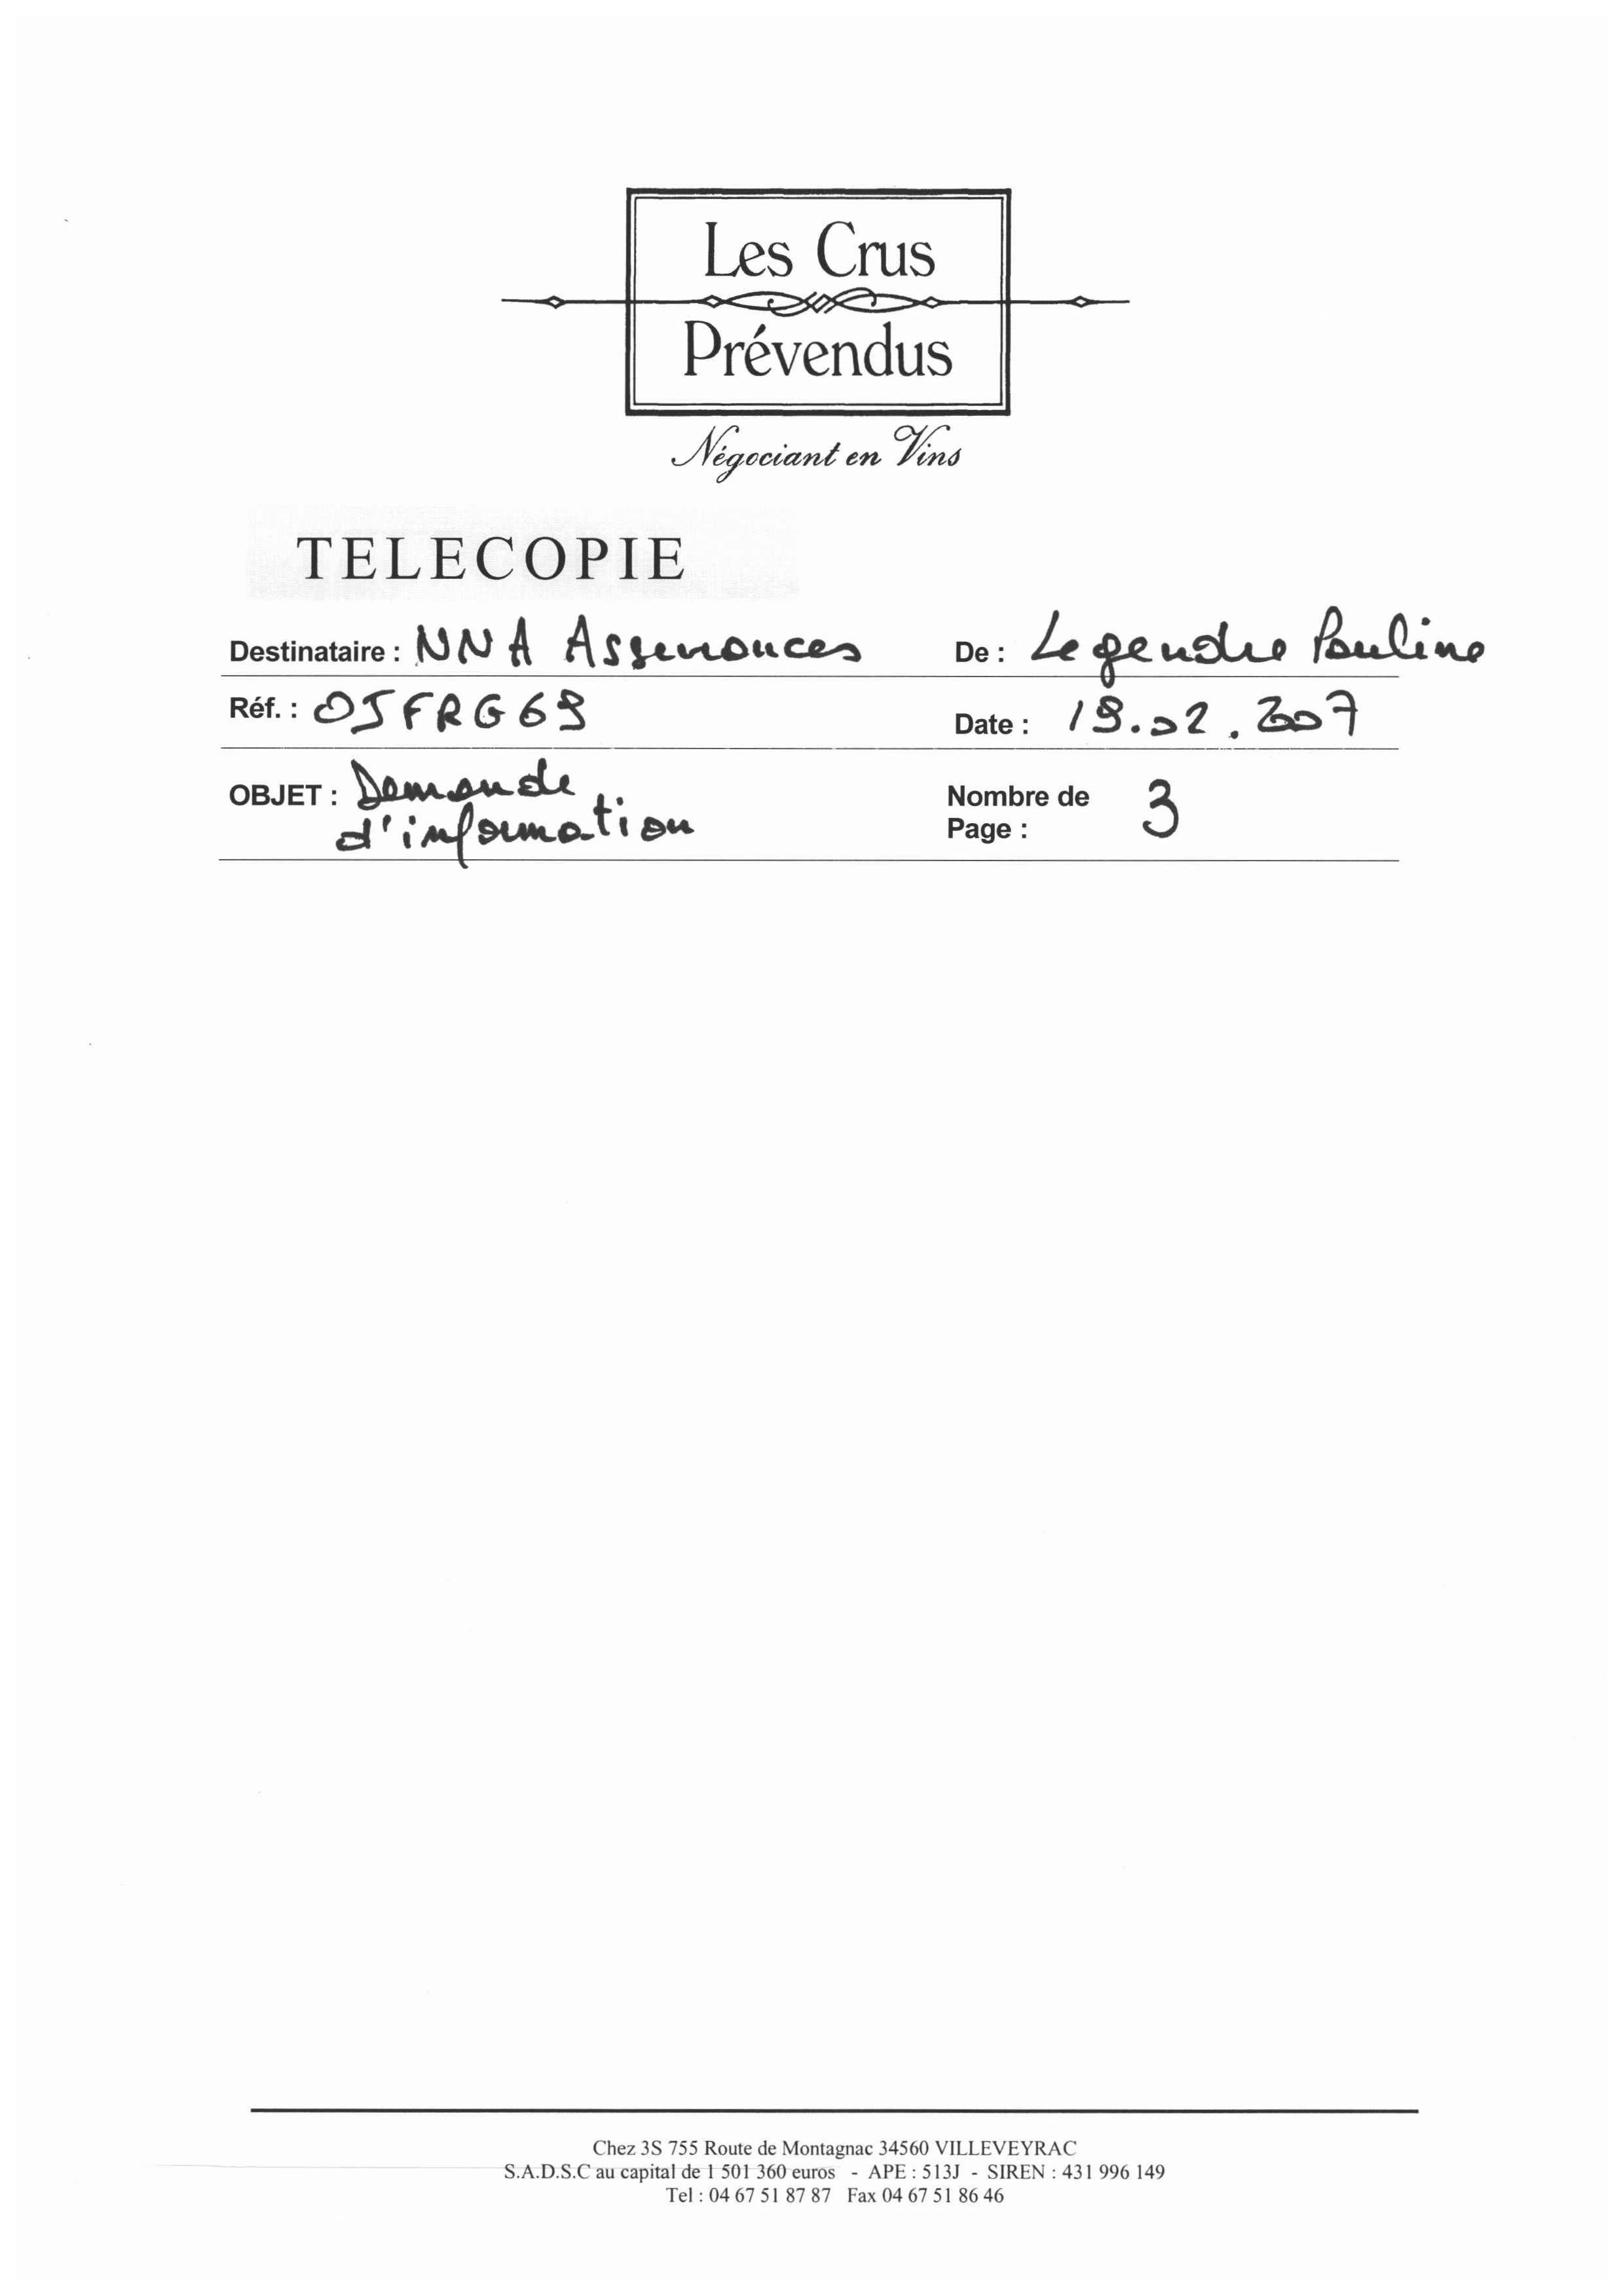 Les Crus
Prévendus
Négociant en Vins
TELECOPIE
Destinataire : NNA Assurances De : Legendre Pauline
Réf. : OJFRG69 Date : 19.02.2007
OBJET : Demande
d'information
Nombre de
Page : 3
Chez 3S 755 Route de Montagnac 34560 VILLEVEYRAC
S.A.D.S.C au capital de 1 501 360 euros - APE : 513J - SIREN : 431 996 149
Tel : 04 67 51 87 87 Fax 04 67 51 86 46